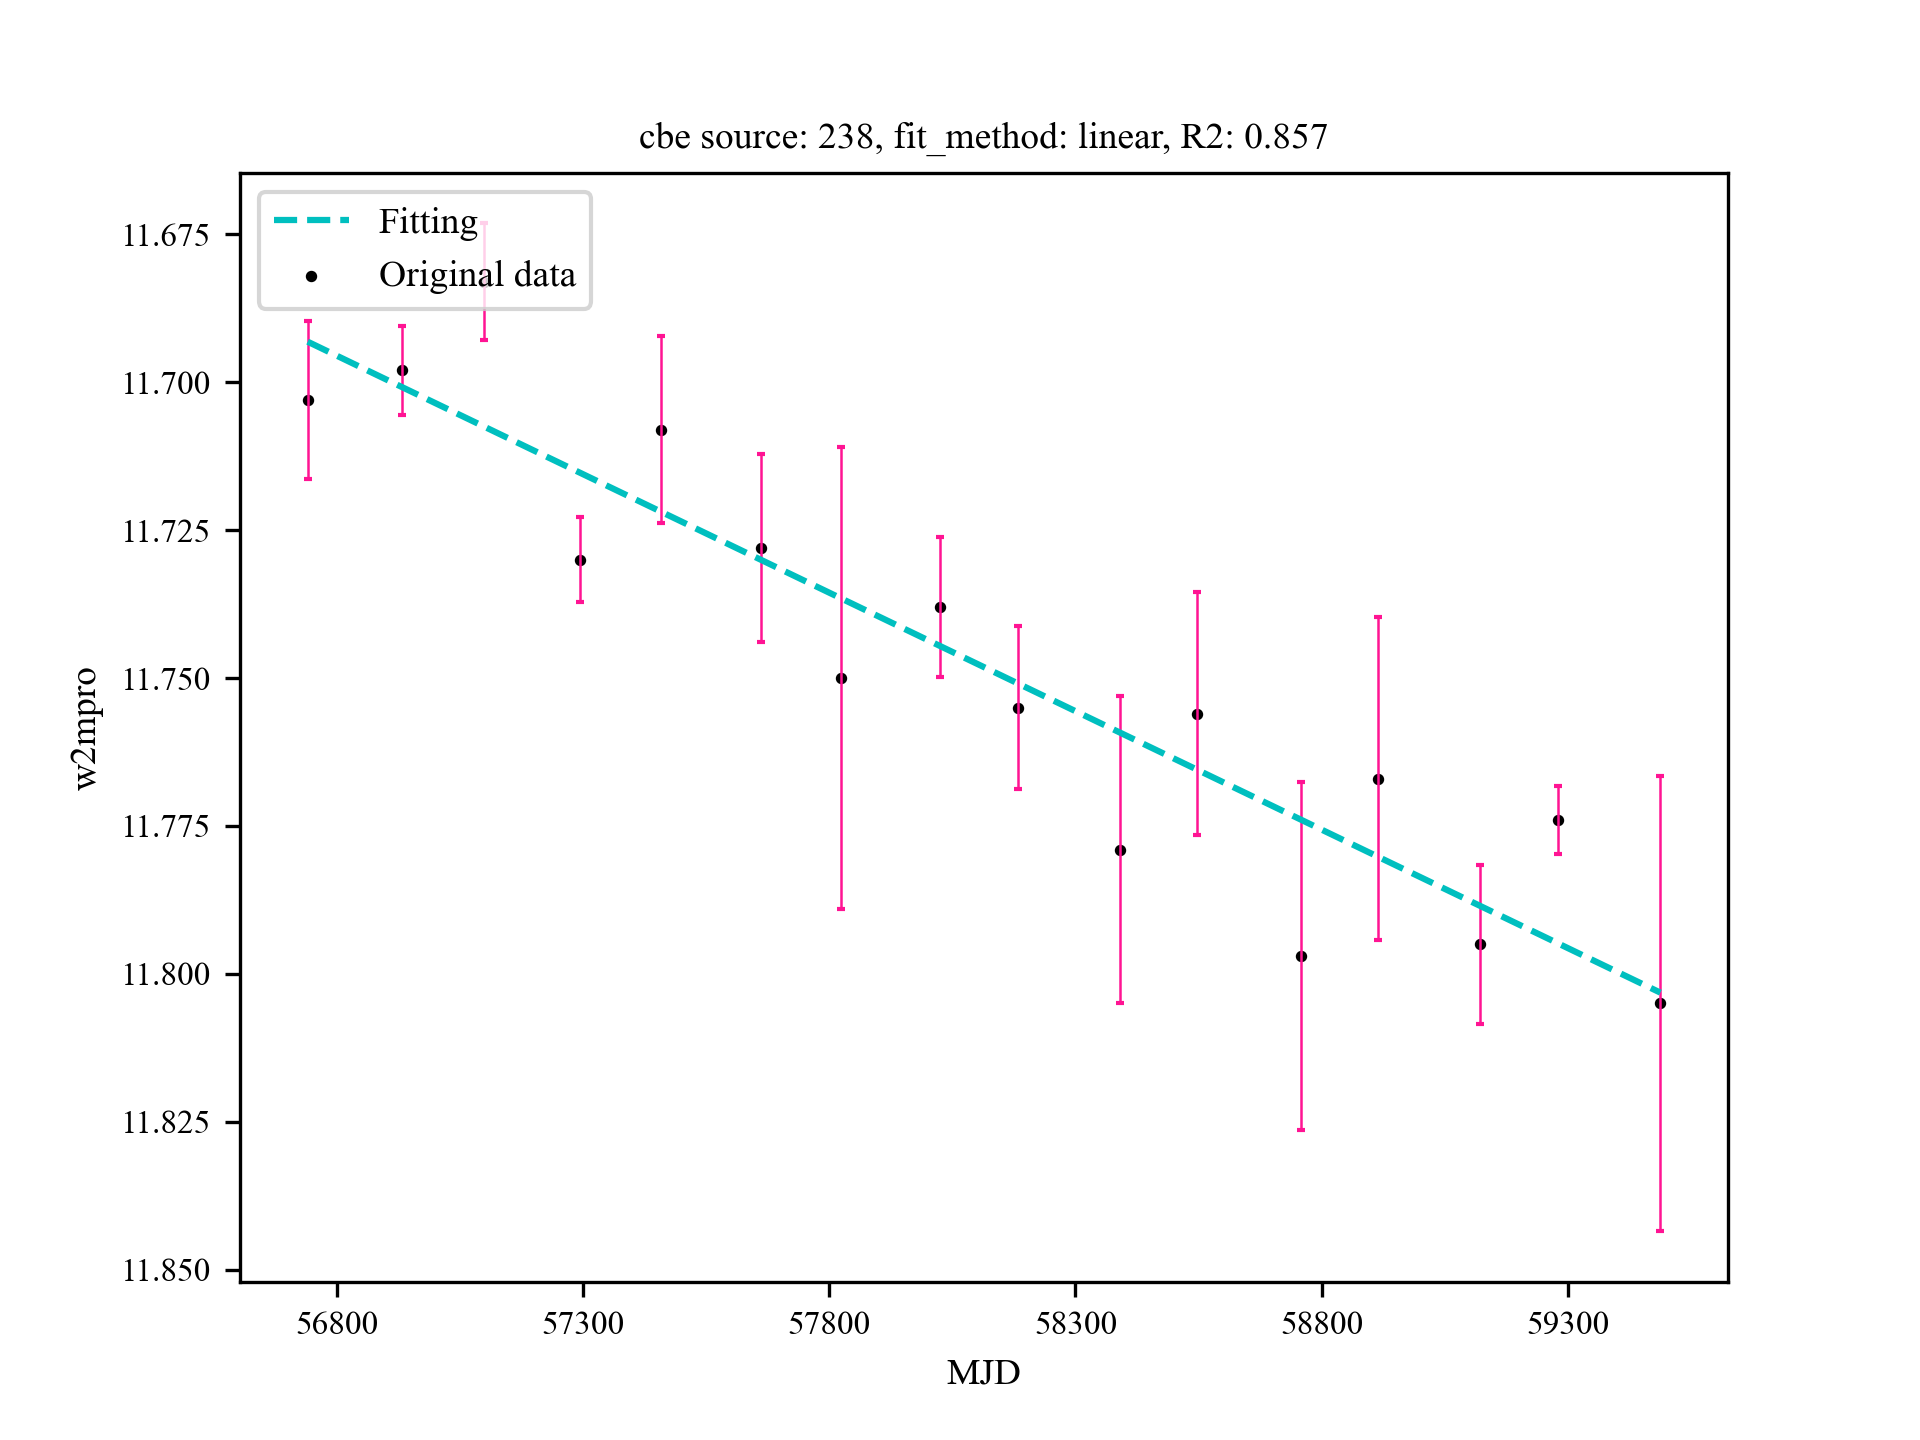 cbe source: 238, fit_method: linear, R2: 0.857
Fitting
Original data
11.675
11.700
11.725
11.750
11.775
11.800
11.825
11.850
w2mpro
56800 57300 57800 58300 58800 59300
MJD